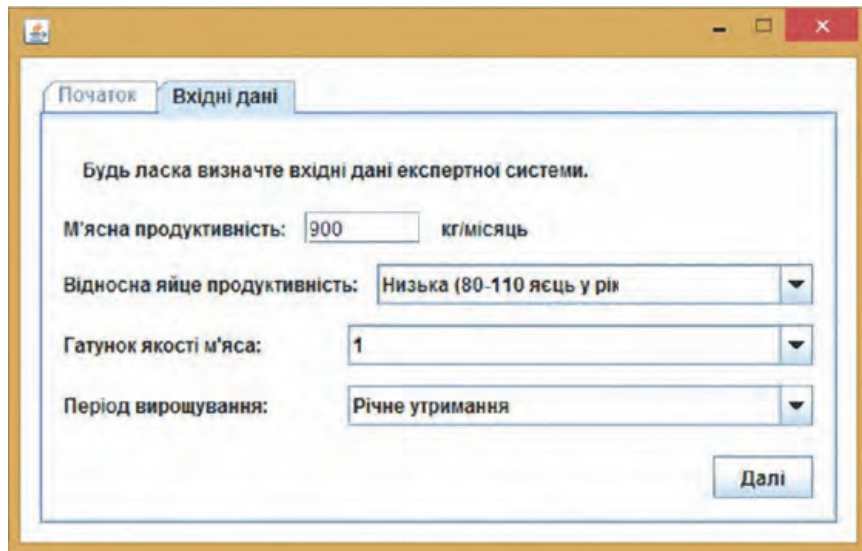 Початок Вхідні дані
Будь ласка визначте вхідні дані експертної системи.
М'ясна продуктивність: 900 кг/місяць
Відносна яйце продуктивність: Низька (80-110 яєць у рік
Гатунок якості м'яса: 1
Період вирощування: Річне утримання
Далі